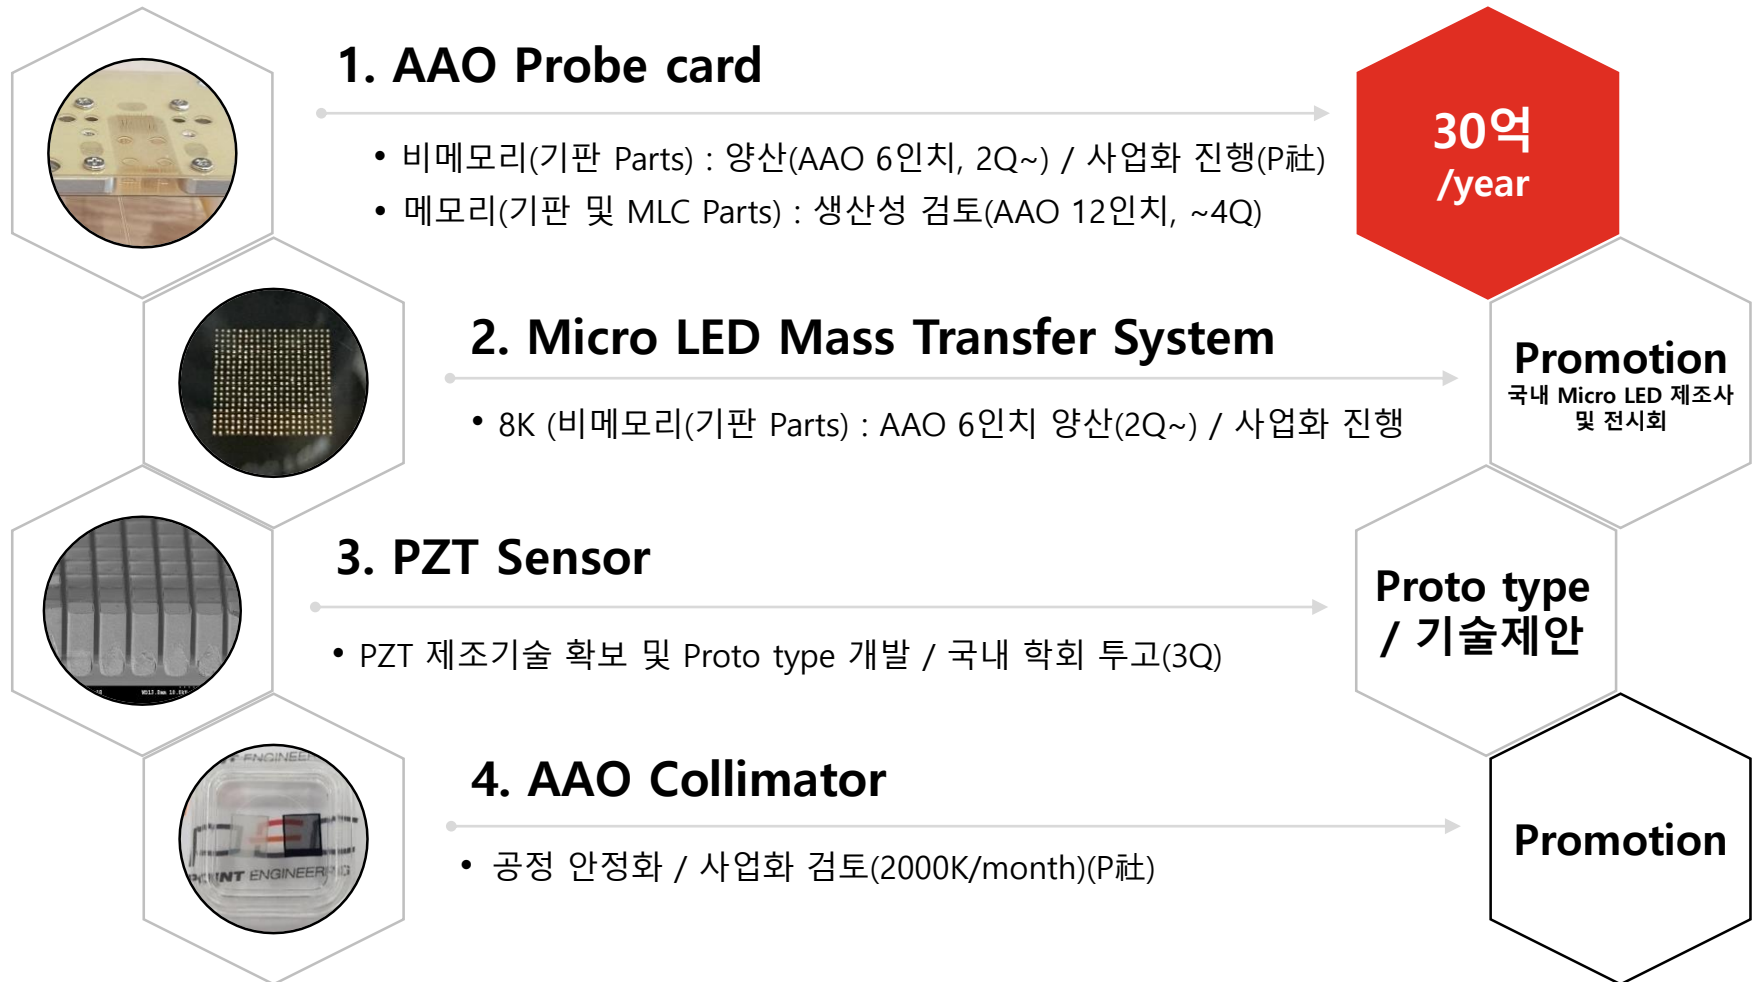 1. AAO Probe card
• 비메모리(기판 Parts) : 양산(AAO 6인치, 2Q~) / 사업화 진행(P社)
• 메모리(기판 및 MLC Parts) : 생산성 검토(AAO 12인치, ~4Q)
30억
/year
2. Micro LED Mass Transfer System
• 8K (비메모리(기판 Parts) : AAO 6인치 양산(2Q~) / 사업화 진행
Promotion
국내 Micro LED 제조사
및 전시회
3. PZT Sensor
• PZT 제조기술 확보 및 Proto type 개발 / 국내 학회 투고(3Q)
Proto type
/ 기술제안
4. AAO Collimator
• 공정 안정화 / 사업화 검토(2000K/month)(P社)
Promotion
POINT ENGINEERING